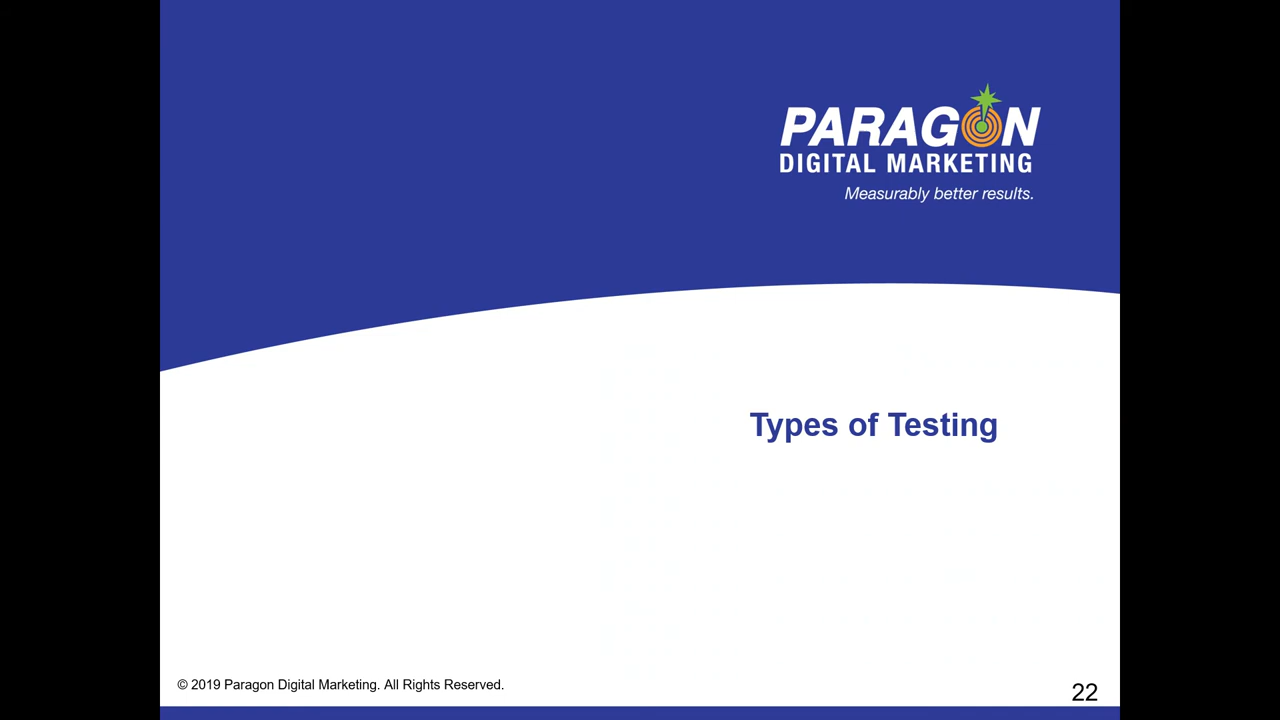 PARAGON
DIGITAL MARKETING
Measurably better results.
Types of Testing
© 2019 Paragon Digital Marketing. All Rights Reserved.
22